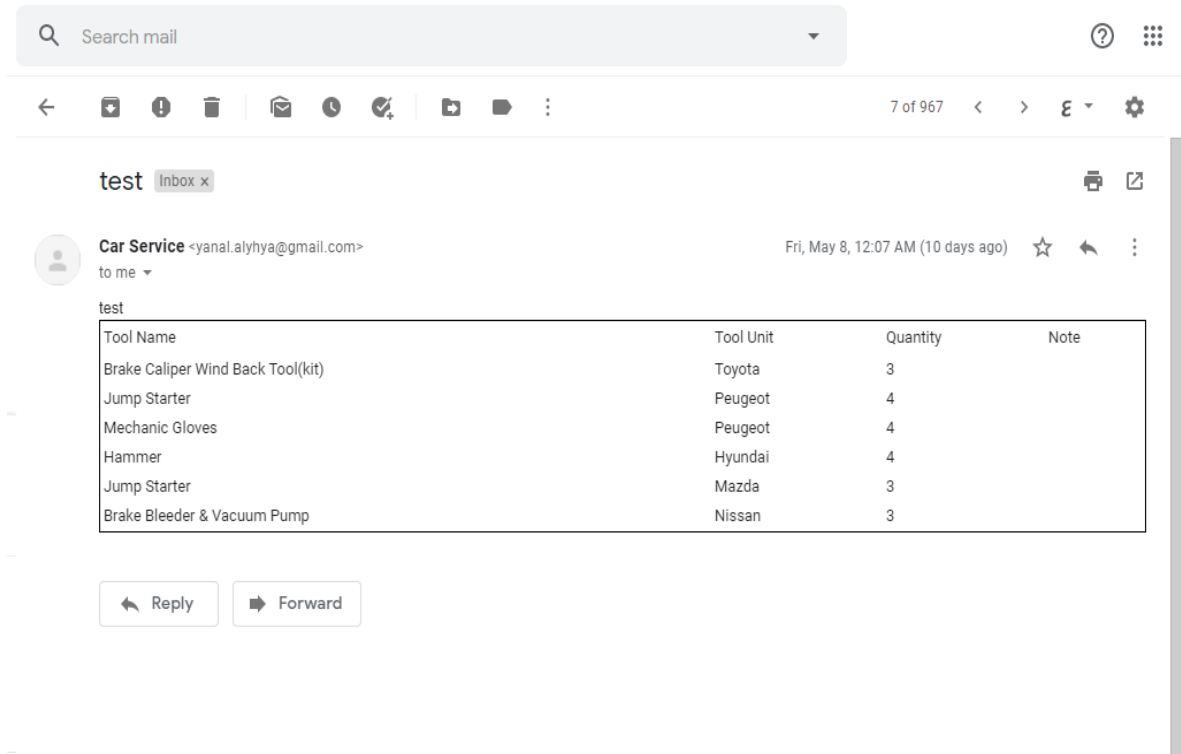 Search mail
7 of 967
ع
test Inbox x
Car Service <yanal.alyhya@gmail.com> Fri, May 8, 12:07 AM (10 days ago)
to me
test
Tool Name Tool Unit Quantity Note
Brake Caliper Wind Back Tool(kit) Toyota 3
Jump Starter Peugeot 4
Mechanic Gloves Peugeot 4
Hammer Hyundai 4
Jump Starter Mazda 3
Brake Bleeder & Vacuum Pump Nissan 3
Reply Forward